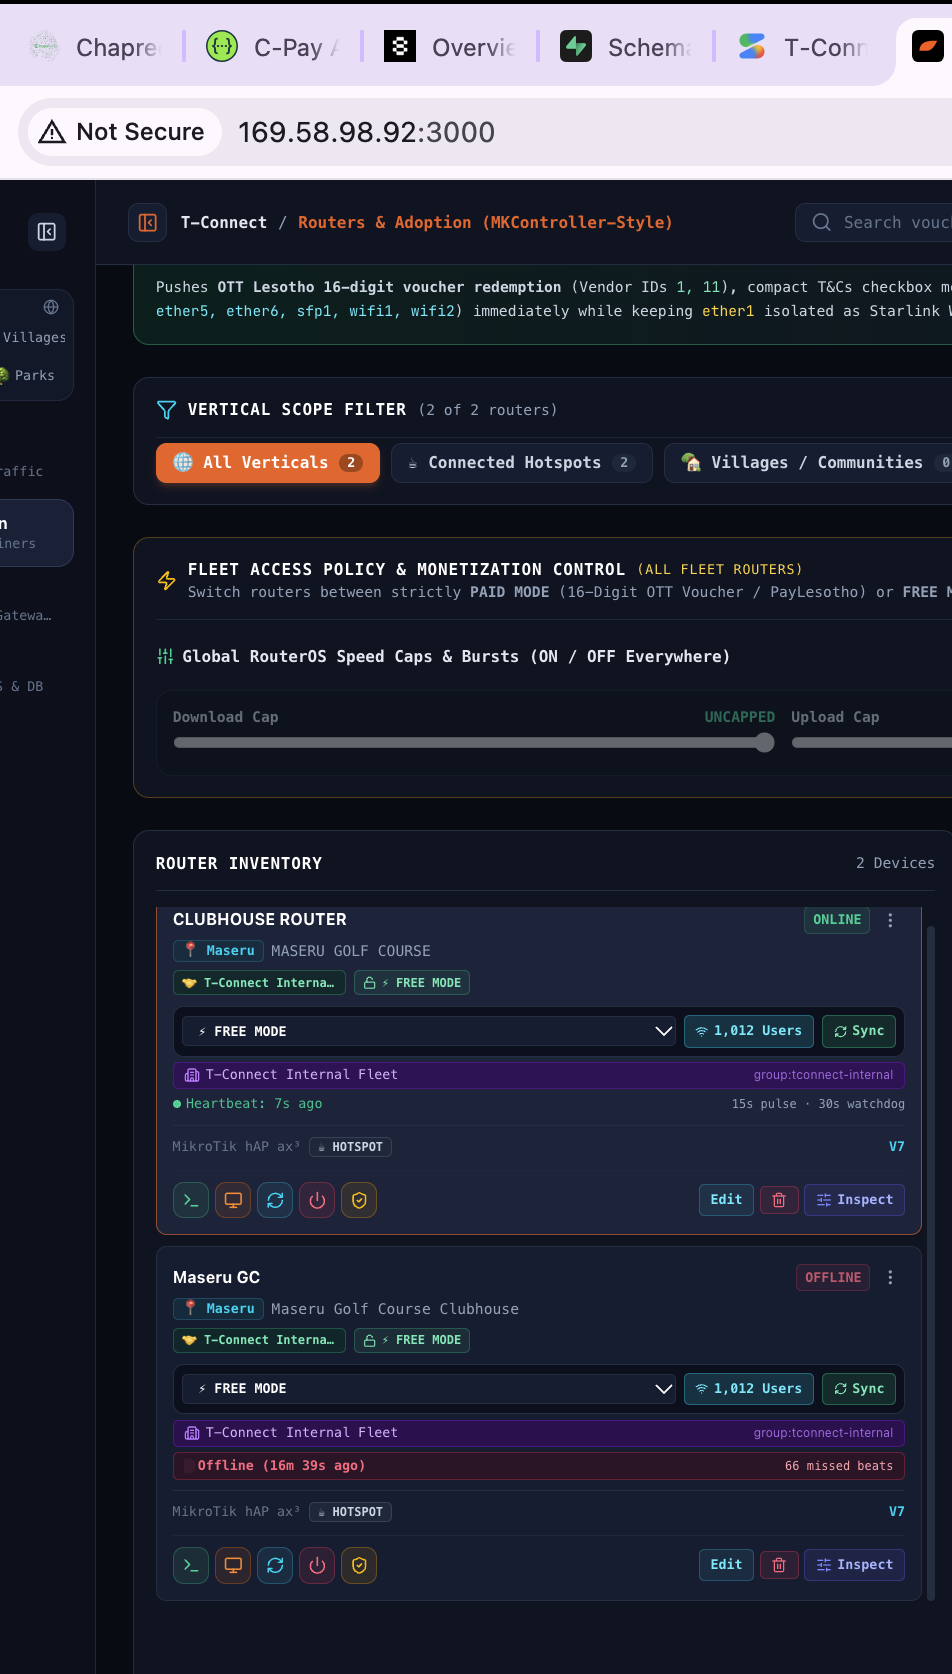 Chapre
C-Pay
Overvie
Schema
T-Conn
Not Secure 169.58.98.92:3000
T-Connect / Routers & Adoption (MKController-Style)
Search vouc
Villages
Parks
raffic
n
iners
Gatewa…
S & DB
Pushes OTT Lesotho 16-digit voucher redemption (Vendor IDs 1, 11), compact T&Cs checkbox m
ether5, ether6, sfp1, wifi1, wifi2) immediately while keeping ether1 isolated as Starlink W
VERTICAL SCOPE FILTER (2 of 2 routers)
All Verticals 2
Connected Hotspots 2
Villages / Communities 0
FLEET ACCESS POLICY & MONETIZATION CONTROL (ALL FLEET ROUTERS)
Switch routers between strictly PAID MODE (16-Digit OTT Voucher / PayLesotho) or FREE M
Global RouterOS Speed Caps & Bursts (ON / OFF Everywhere)
Download Cap UNCAPPED Upload Cap
ROUTER INVENTORY 2 Devices
CLUBHOUSE ROUTER ONLINE
Maseru MASERU GOLF COURSE
T-Connect Interna… ⚡ FREE MODE
⚡ FREE MODE 1,012 Users Sync
T-Connect Internal Fleet group:tconnect-internal
Heartbeat: 7s ago 15s pulse · 30s watchdog
MikroTik hAP ax³ HOTSPOT V7
Edit Inspect
Maseru GC OFFLINE
Maseru Maseru Golf Course Clubhouse
T-Connect Interna… ⚡ FREE MODE
⚡ FREE MODE 1,012 Users Sync
T-Connect Internal Fleet group:tconnect-internal
Offline (16m 39s ago) 66 missed beats
MikroTik hAP ax³ HOTSPOT V7
Edit Inspect